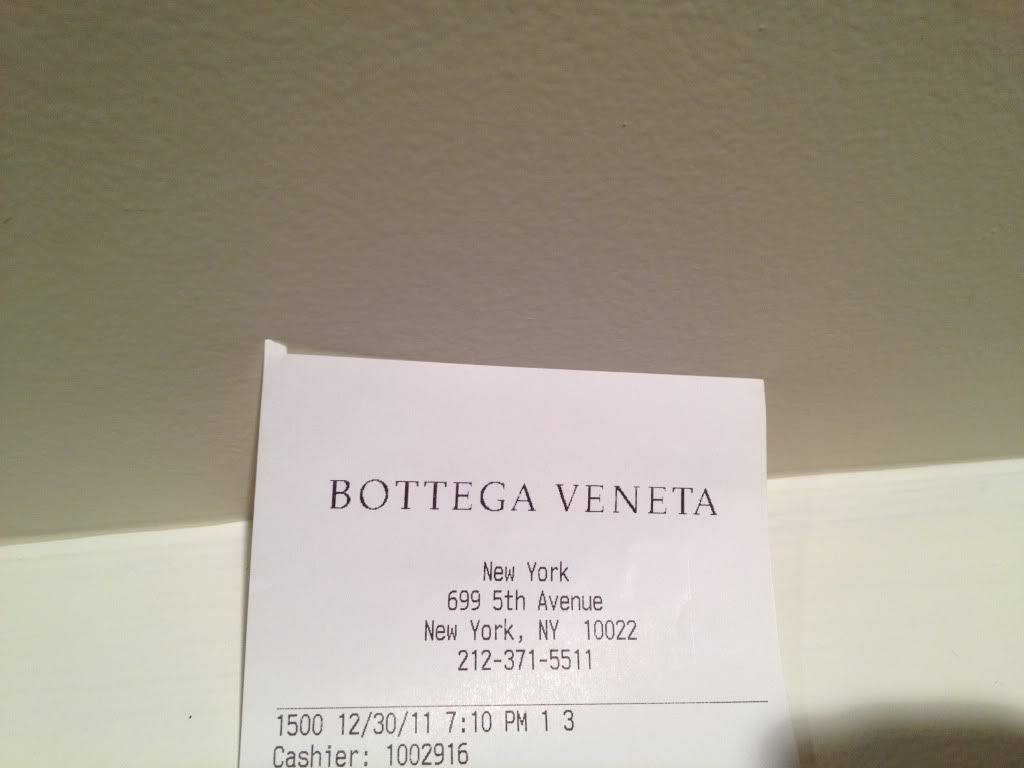 BOTTEGA VENETA
New York
699 5th Avenue
New York, NY 10022
212-371-5511
1500 12/30/11 7:10 PM 1 3
Cashier: 1002916